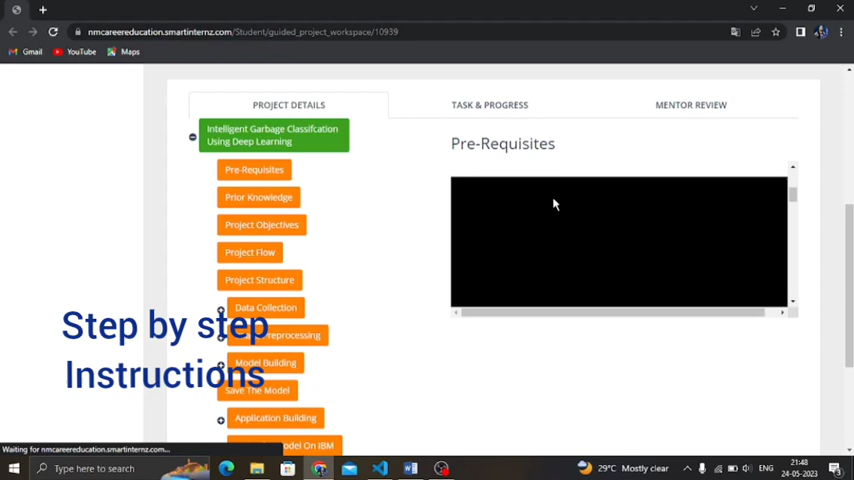 nmcareereducation.smartinternz.com/Student/guided_project_workspace/10939
Gmail YouTube Maps
PROJECT DETAILS TASK & PROGRESS MENTOR REVIEW
Intelligent Garbage Classifcation
Using Deep Learning
Pre-Requisites
Pre-Requisites
Prior Knowledge
Project Objectives
Project Flow
Project Structure
Data Collection
Step by step
Preprocessing
Model Building
Instructions
Save The Model
Application Building
Model On IBM
Waiting for nmcareereducation.smartinternz.com...
Type here to search
29°C Mostly clear
ENG
21:48
24-05-2023
3